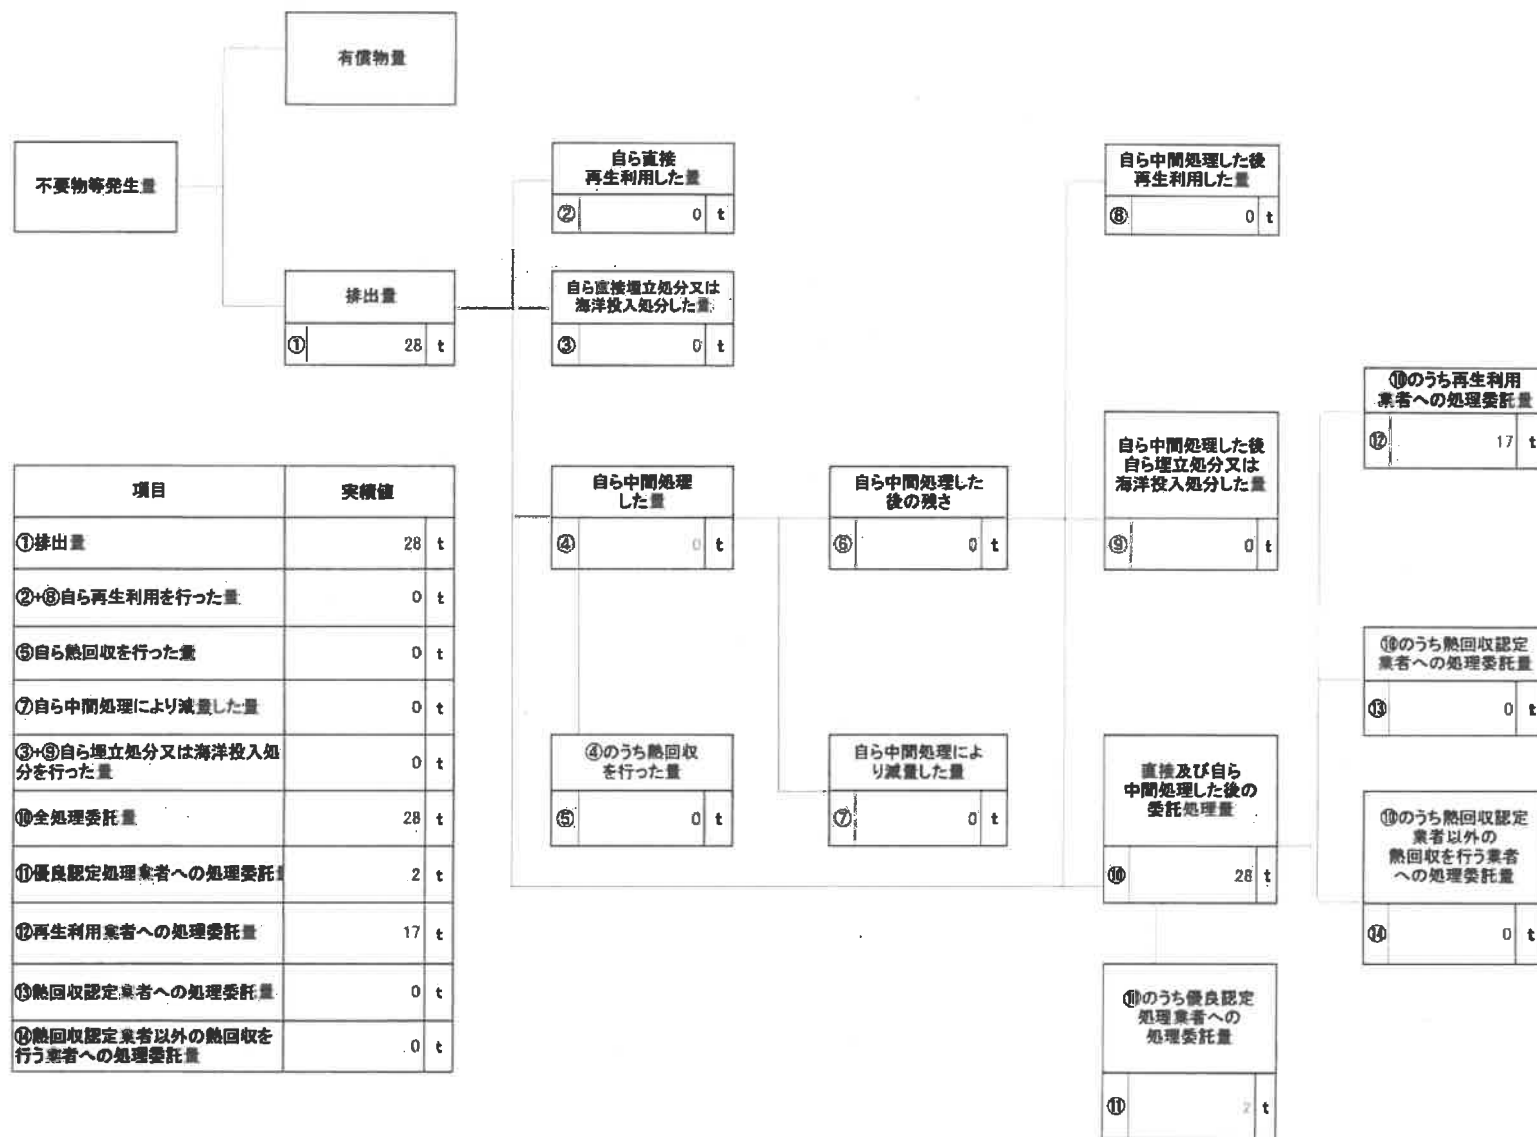 有償物量
不要物等発生量
排出量
① 28 t
自ら直接
再生利用した量
② 0 t
自ら直接埋立処分又は
海洋投入処分した量
③ 0 t
自ら中間処理した後
再生利用した量
⑧ 0 t
⑩のうち再生利用
業者への処理委託量
⑫ 17 t
自ら中間処理
した量
④ 0 t
自ら中間処理した
後の残さ
⑥ 0 t
自ら中間処理した後
自ら埋立処分又は
海洋投入処分した量
⑨ 0 t
⑩のうち熱回収認定
業者への処理委託量
⑬ 0 t
④のうち熱回収
を行った量
⑤ 0 t
自ら中間処理によ
り減量した量
⑦ 0 t
直接及び自ら
中間処理した後の
委託処理量
⑩ 28 t
⑩のうち熱回収認定
業者以外の
熱回収を行う業者
への処理委託量
⑭ 0 t
⑩のうち優良認定
処理業者への
処理委託量
⑪ 2 t
項目 実績値
①排出量 28 t
②+⑧自ら再生利用を行った量 0 t
⑤自ら熱回収を行った量 0 t
⑦自ら中間処理により減量した量 0 t
③+⑨自ら埋立処分又は海洋投入処
分を行った量 0 t
⑩全処理委託量 28 t
⑪優良認定処理業者への処理委託量 2 t
⑫再生利用業者への処理委託量 17 t
⑬熱回収認定業者への処理委託量 0 t
⑭熱回収認定業者以外の熱回収を
行う業者への処理委託量 0 t